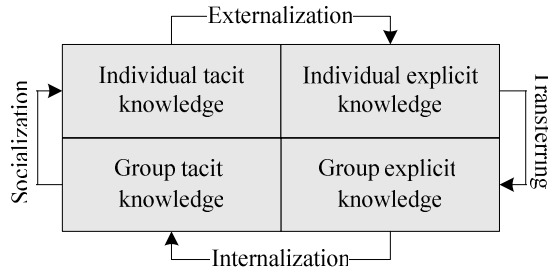 Externalization
Individual tacit
knowledge
Individual explicit
knowledge
Socialization
Transferring
Group tacit
knowledge
Group explicit
knowledge
Internalization